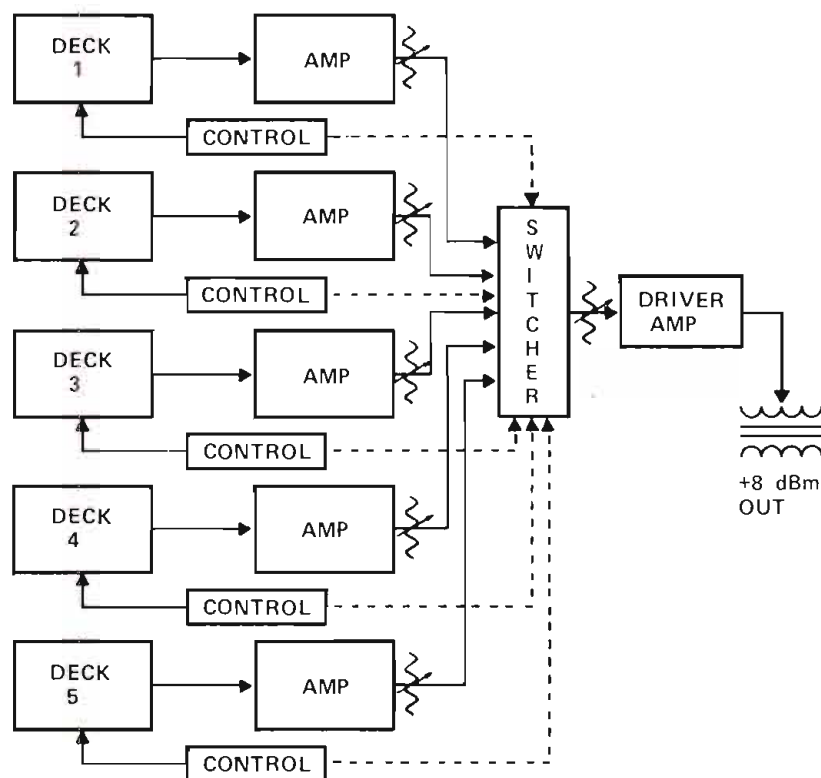 DECK
1
AMP
CONTROL
DECK
2
AMP
CONTROL
DECK
3
AMP
CONTROL
DECK
4
AMP
CONTROL
DECK
5
AMP
CONTROL
SWITCHER
DRIVER
AMP
+8 dBm
OUT